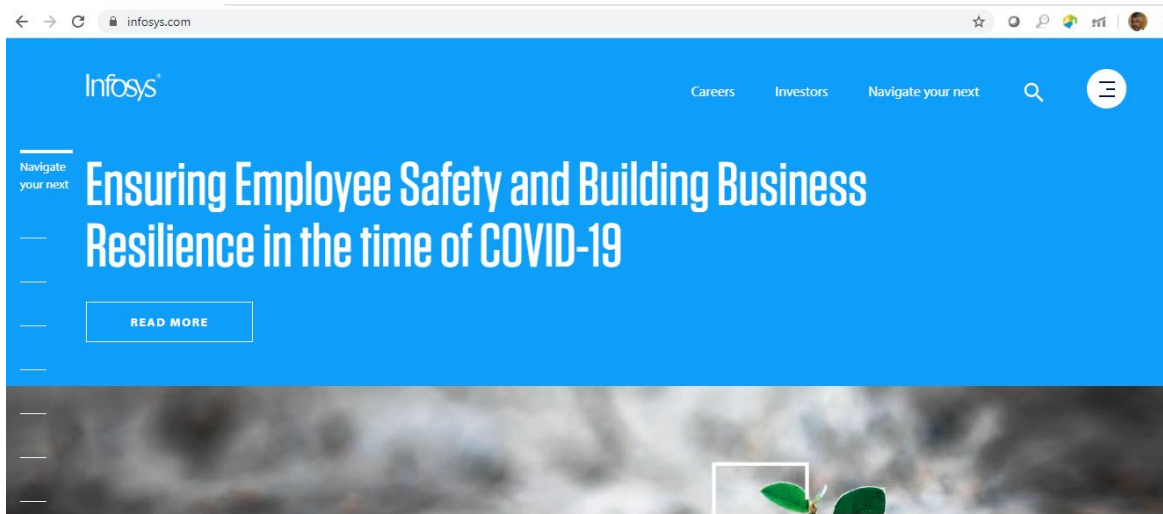 infosys.com
Infosys®
Careers Investors Navigate your next
Navigate
your next
Ensuring Employee Safety and Building Business
Resilience in the time of COVID-19
READ MORE